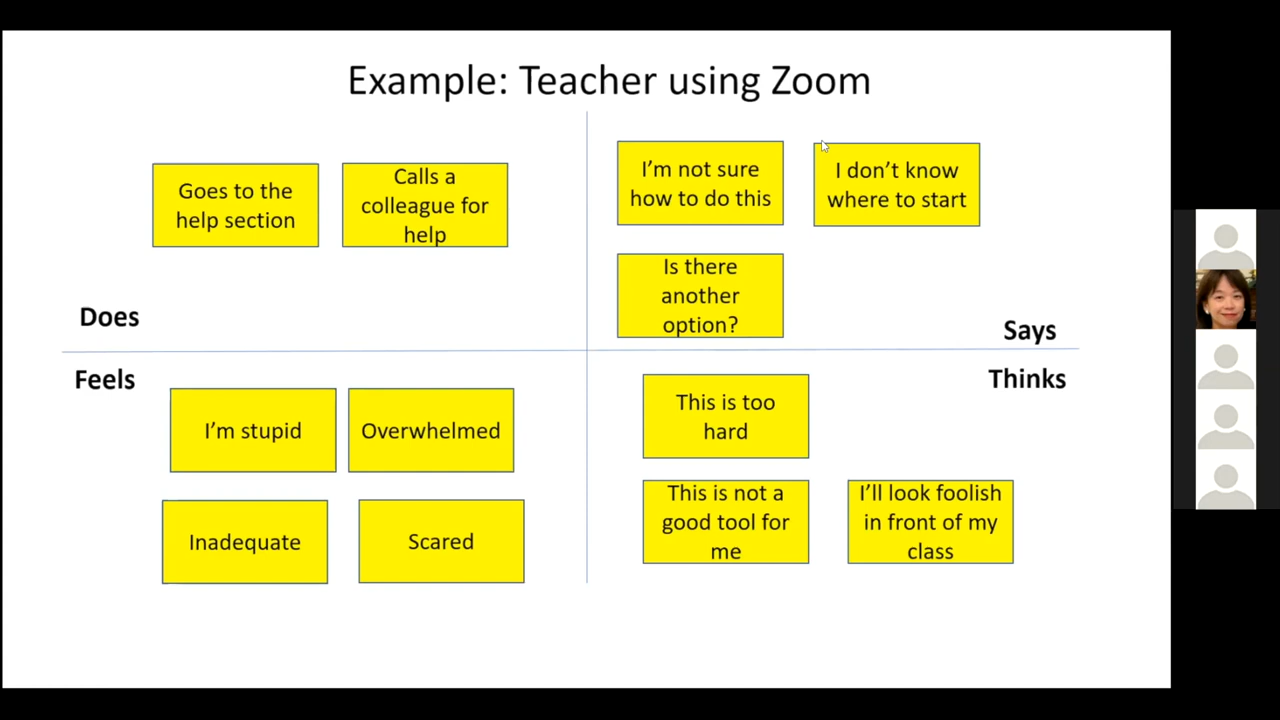 Example: Teacher using Zoom
Goes to the
help section
Calls a
colleague for
help
Does
I'm not sure
how to do this
I don't know
where to start
Is there
another
option?
Says
Feels
I'm stupid
Overwhelmed
Inadequate
Scared
Thinks
This is too
hard
This is not a
good tool for
me
I'll look foolish
in front of my
class